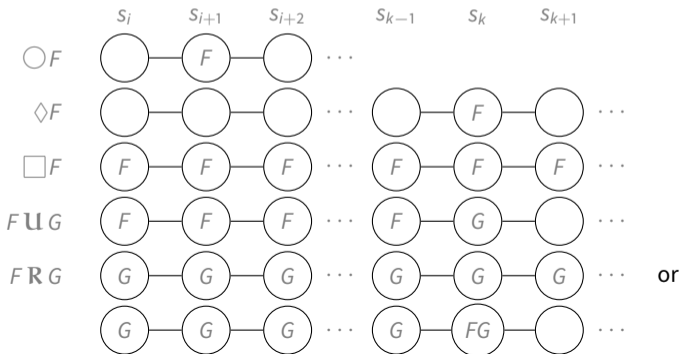 s_i s_{i+1} s_{i+2} s_{k−1} s_k s_{k+1}
○F F ···
◇F ··· F ···
□F F F F ··· F F F ···
F U G F F F ··· F G ···
F R G G G G ··· G G G ··· or
G G G ··· G FG ···